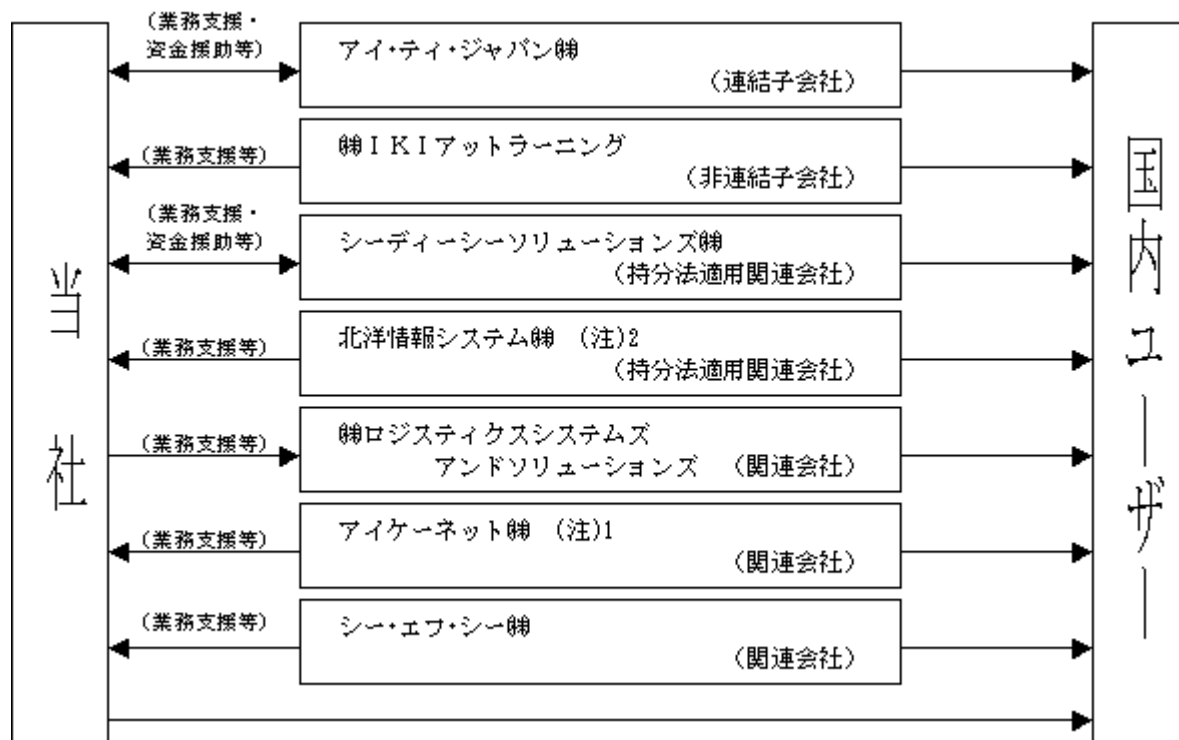 当社
(業務支援・
資金援助等)
アイ・ティ・ジャパン㈱
(連結子会社)
(業務支援等)
㈱ＩＫＩアットラーニング
(非連結子会社)
(業務支援・
資金援助等)
シーディーシーソリューションズ㈱
(持分法適用関連会社)
(業務支援等)
北洋情報システム㈱ (注)2
(持分法適用関連会社)
(業務支援等)
㈱ロジスティクスシステムズ
アンドソリューションズ (関連会社)
(業務支援等)
アイケーネット㈱ (注)1
(関連会社)
(業務支援等)
シー・エフ・シー㈱
(関連会社)
国内ユーザー